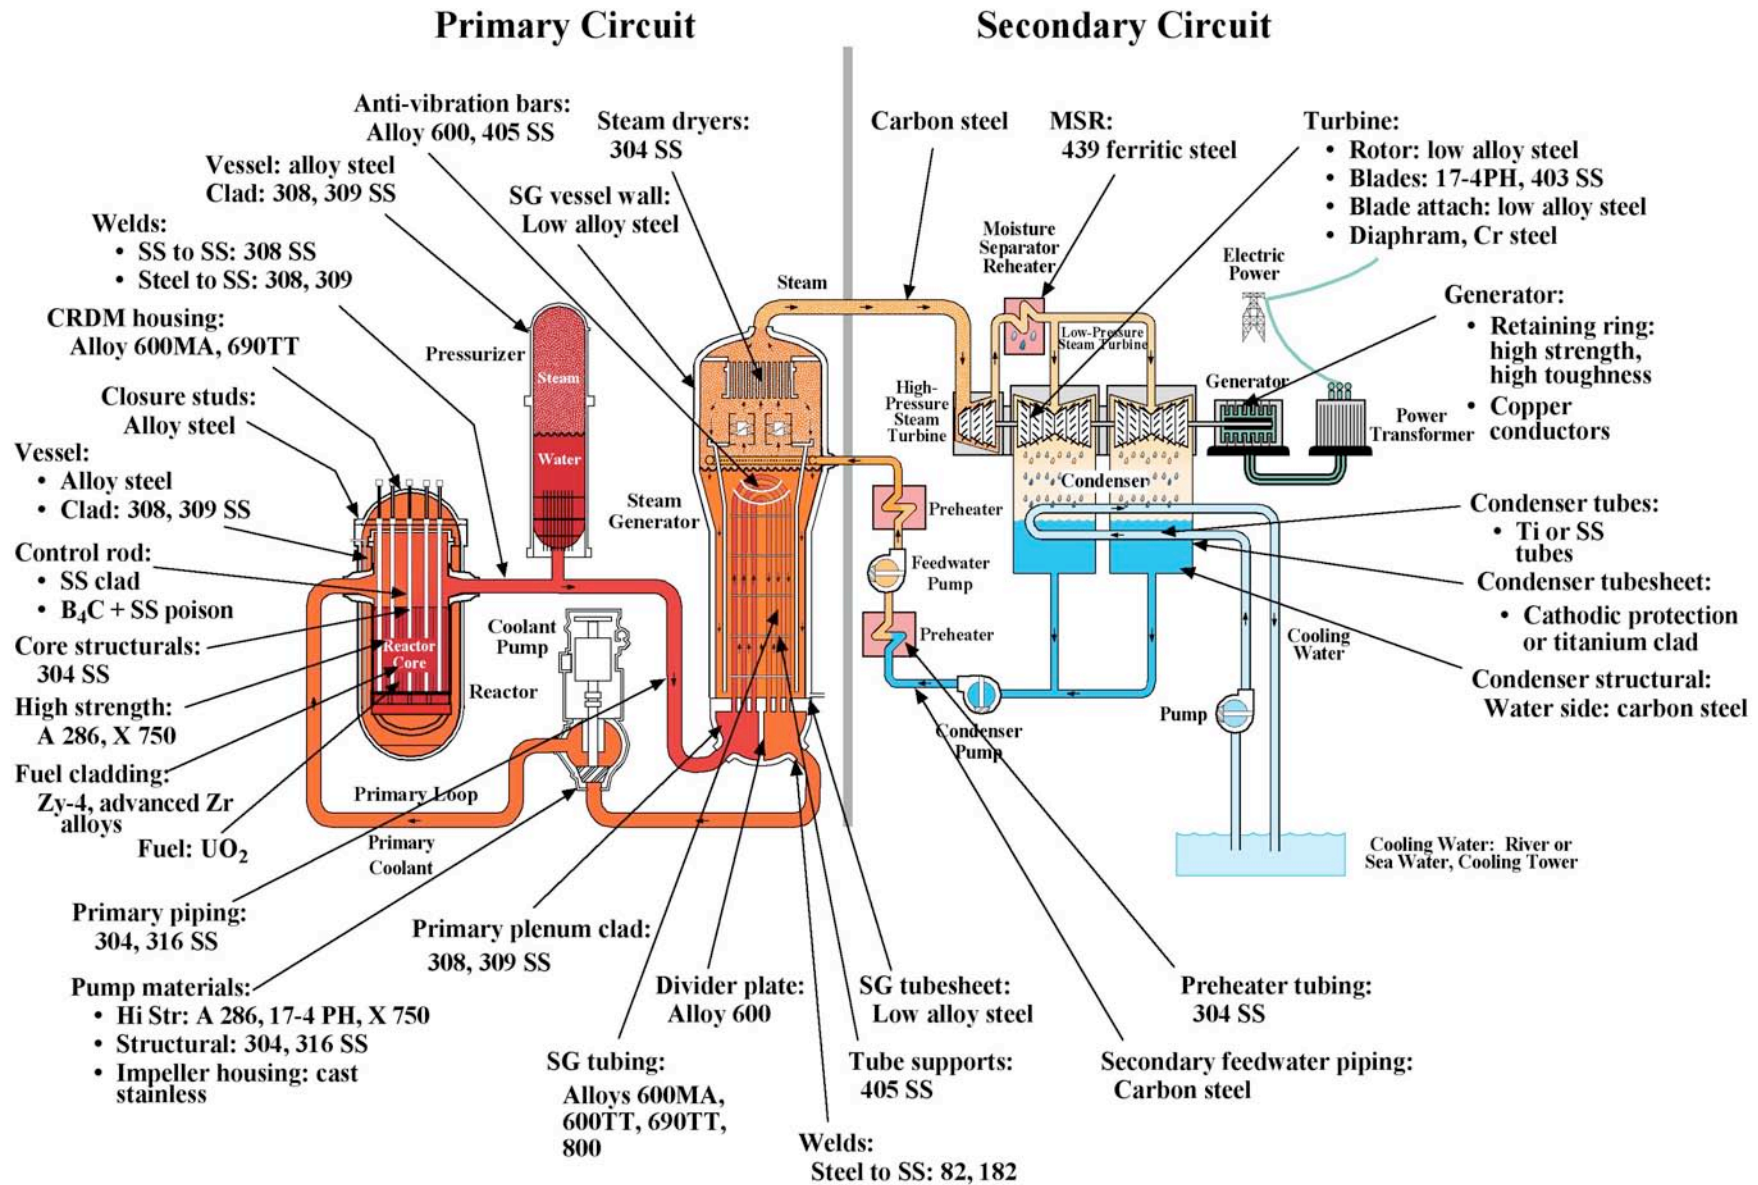 Primary Circuit
Secondary Circuit
Anti-vibration bars:
Alloy 600, 405 SS
Steam dryers:
304 SS
Carbon steel
MSR:
439 ferritic steel
Turbine:
• Rotor: low alloy steel
• Blades: 17-4PH, 403 SS
• Blade attach: low alloy steel
• Diaphram, Cr steel
Vessel: alloy steel
Clad: 308, 309 SS
SG vessel wall:
Low alloy steel
Welds:
• SS to SS: 308 SS
• Steel to SS: 308, 309
Moisture
Separator
Reheater
Electric
Power
Steam
CRDM housing:
Alloy 600MA, 690TT
Generator:
• Retaining ring:
high strength,
high toughness
• Copper
conductors
Pressurizer
Steam
Water
Low-Pressure
Steam Turbine
High-
Pressure
Steam
Turbine
Generator
Power
Transformer
Closure studs:
Alloy steel
Vessel:
• Alloy steel
• Clad: 308, 309 SS
Steam
Generator
Preheater
Condenser
Condenser tubes:
• Ti or SS
tubes
Control rod:
• SS clad
• B4C + SS poison
Feedwater
Pump
Condenser tubesheet:
• Cathodic protection
or titanium clad
Coolant
Pump
Preheater
Cooling
Water
Core structurals:
304 SS
Reactor
Core
Reactor
Condenser structural:
Water side: carbon steel
High strength:
A 286, X 750
Pump
Condenser
Pump
Fuel cladding:
Zy-4, advanced Zr
alloys
Primary Loop
Fuel: UO2
Primary
Coolant
Cooling Water: River or
Sea Water, Cooling Tower
Primary piping:
304, 316 SS
Primary plenum clad:
308, 309 SS
Pump materials:
• Hi Str: A 286, 17-4 PH, X 750
• Structural: 304, 316 SS
• Impeller housing: cast
stainless
Divider plate:
Alloy 600
SG tubesheet:
Low alloy steel
Preheater tubing:
304 SS
SG tubing:
Alloys 600MA,
600TT, 690TT,
800
Tube supports:
405 SS
Secondary feedwater piping:
Carbon steel
Welds:
Steel to SS: 82, 182